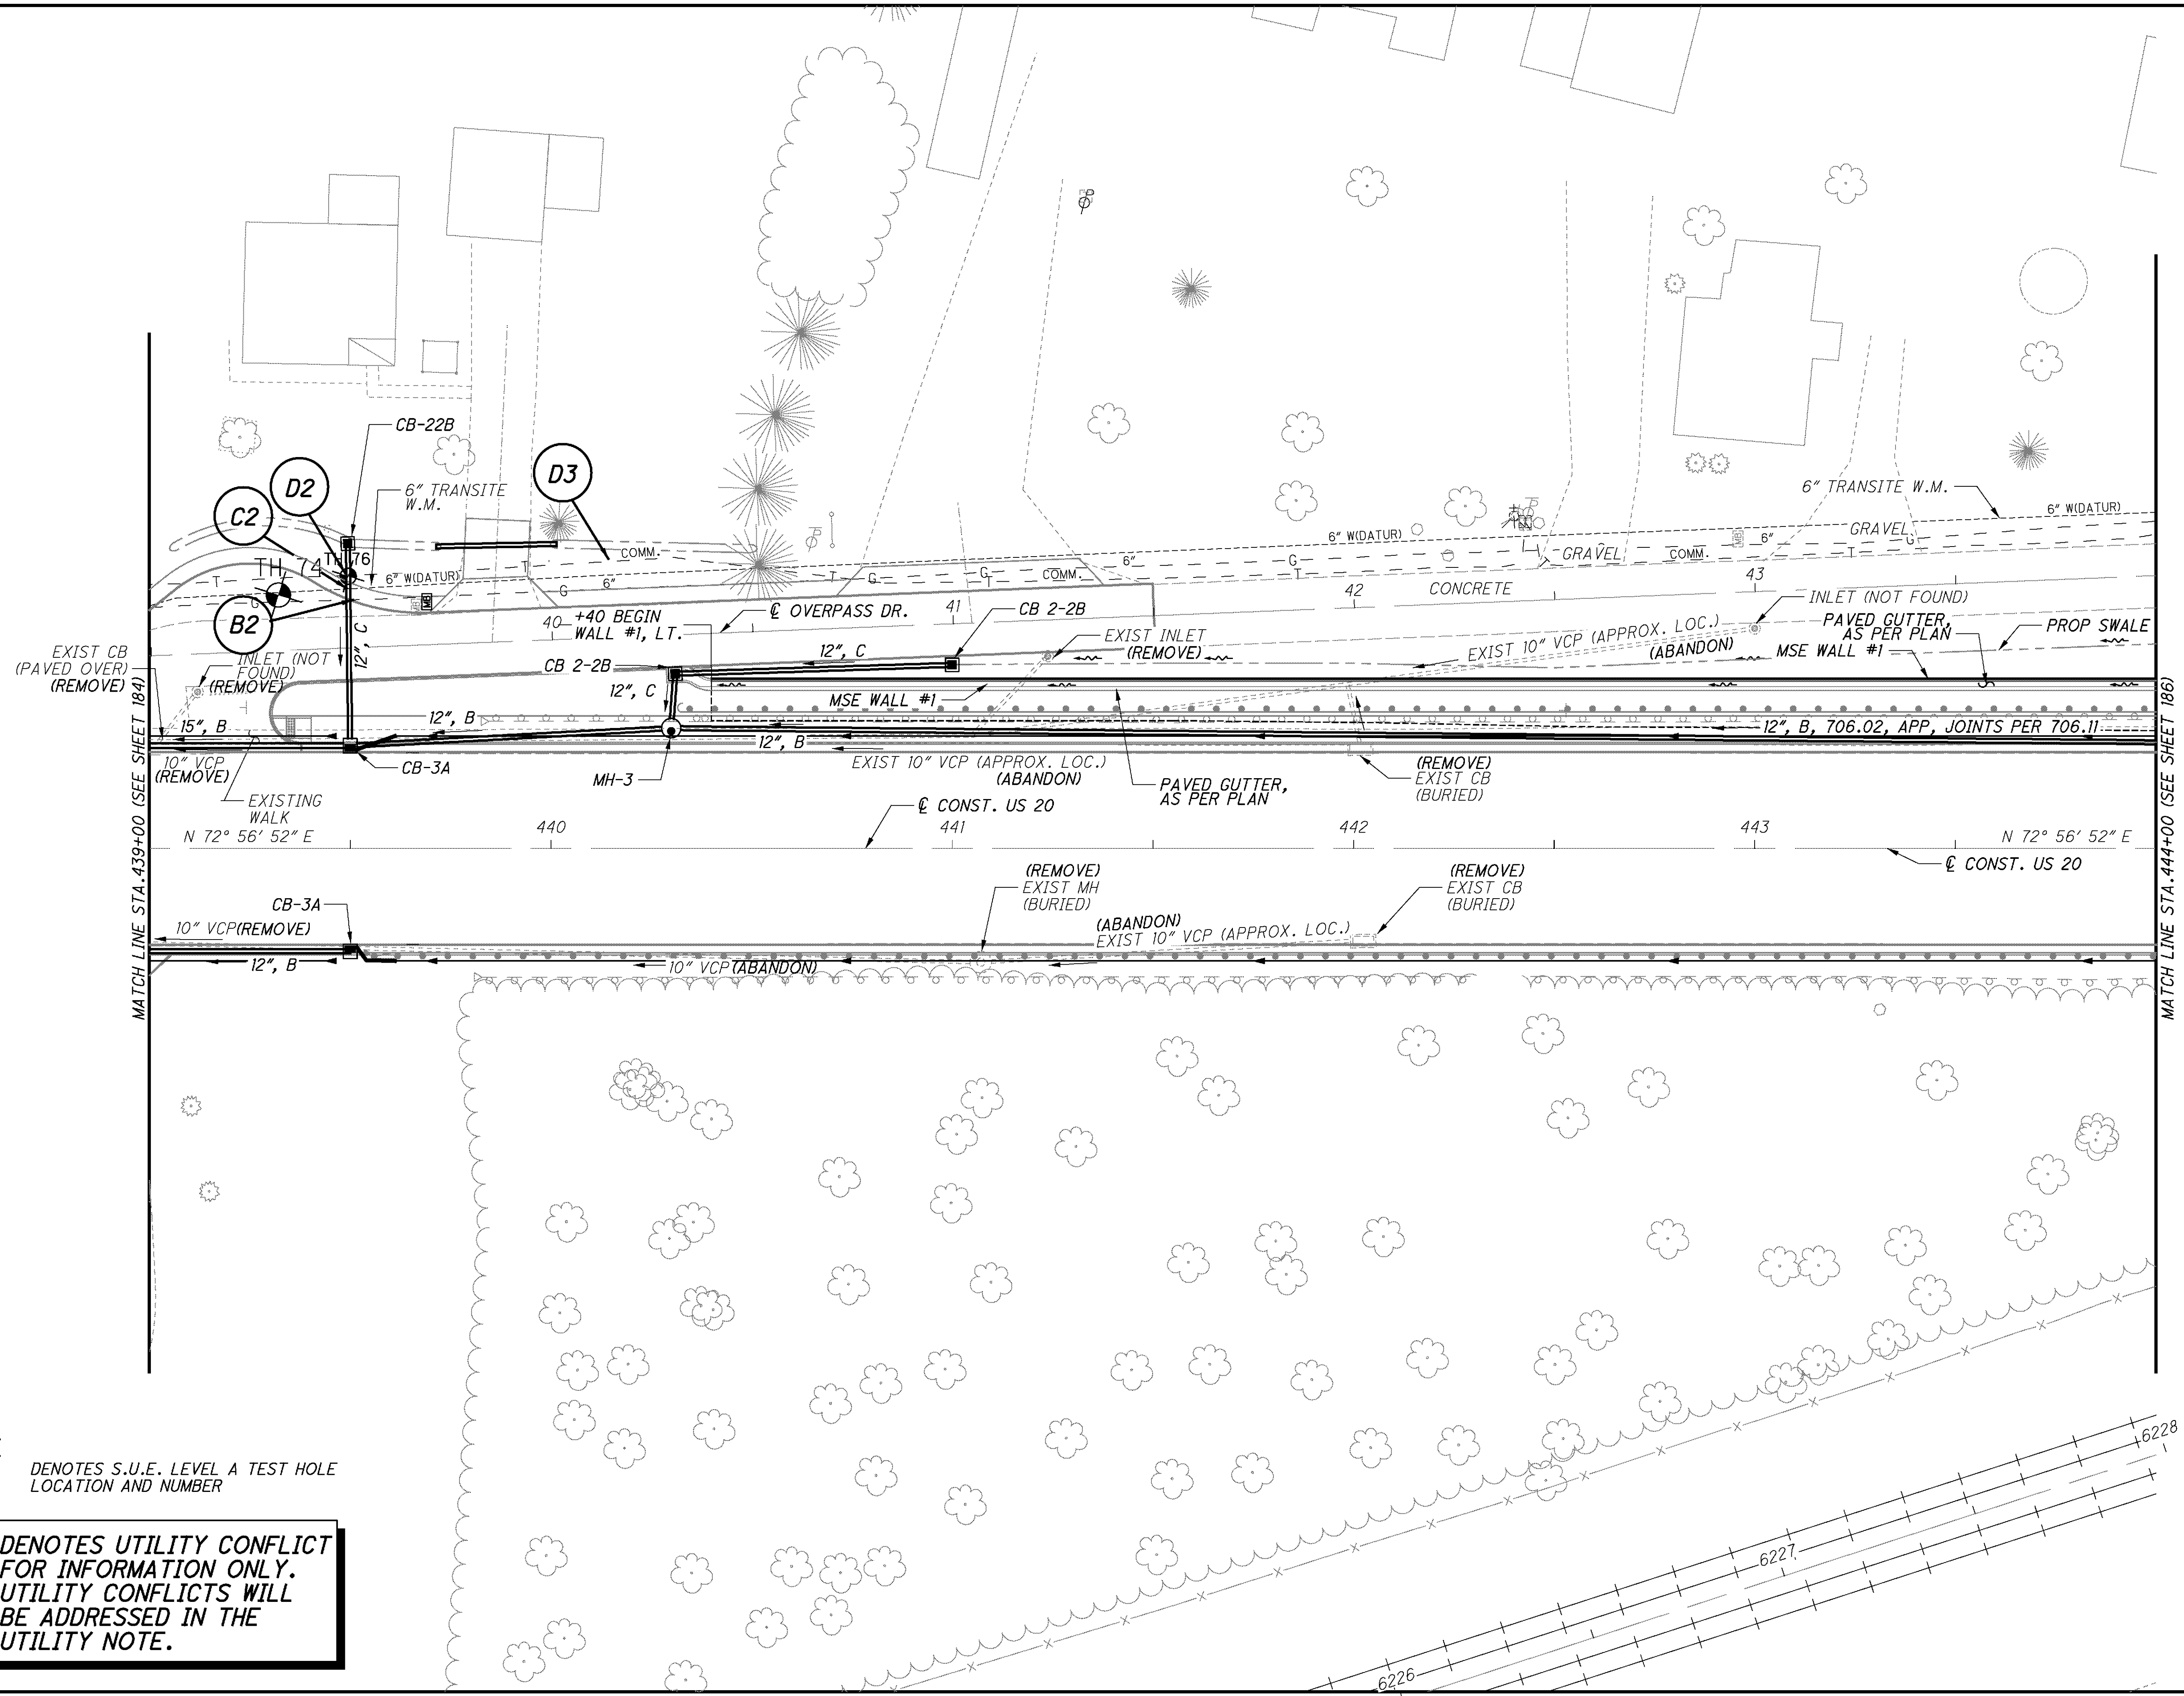 CB-22B
D3
D2
6" TRANSITE
W.M.
C2
6" TRANSITE W.M.
6" W(DATUR)
GRAVEL
6" W(DATUR)
TH, 74
TH, 76
T
6" W(DATUR)
T
COMM.
6"
G
G
T
G
G
T
COMM.
6"
G
T
GRAVEL
COMM.
6"
T
G
MB
MB
B2
12", C
40
+40 BEGIN
WALL #1, LT.
℄ OVERPASS DR.
41
CB 2-2B
42
CONCRETE
43
INLET (NOT FOUND)
PAVED GUTTER,
AS PER PLAN
PROP SWALE
EXIST CB
(PAVED OVER)
(REMOVE)
INLET (NOT
FOUND)
(REMOVE)
CB 2-2B
12", C
EXIST INLET
(REMOVE)
EXIST 10" VCP (APPROX. LOC.)
(ABANDON)
MSE WALL #1
12", C
MSE WALL #1
15", B
12", B
12", B
12", B, 706.02, APP, JOINTS PER 706.11
10" VCP
(REMOVE)
CB-3A
MH-3
EXIST 10" VCP (APPROX. LOC.)
(ABANDON)
PAVED GUTTER,
AS PER PLAN
(REMOVE)
EXIST CB
(BURIED)
EXISTING
WALK
℄ CONST. US 20
N 72° 56' 52" E
440
441
442
443
N 72° 56' 52" E
℄ CONST. US 20
MATCH LINE STA.439+00 (SEE SHEET 184)
MATCH LINE STA.444+00 (SEE SHEET 186)
(REMOVE)
EXIST MH
(BURIED)
(REMOVE)
EXIST CB
(BURIED)
CB-3A
10" VCP(REMOVE)
(ABANDON)
EXIST 10" VCP (APPROX. LOC.)
12", B
10" VCP (ABANDON)
6228
6227
6226
DENOTES S.U.E. LEVEL A TEST HOLE
LOCATION AND NUMBER
DENOTES UTILITY CONFLICT
FOR INFORMATION ONLY.
UTILITY CONFLICTS WILL
BE ADDRESSED IN THE
UTILITY NOTE.